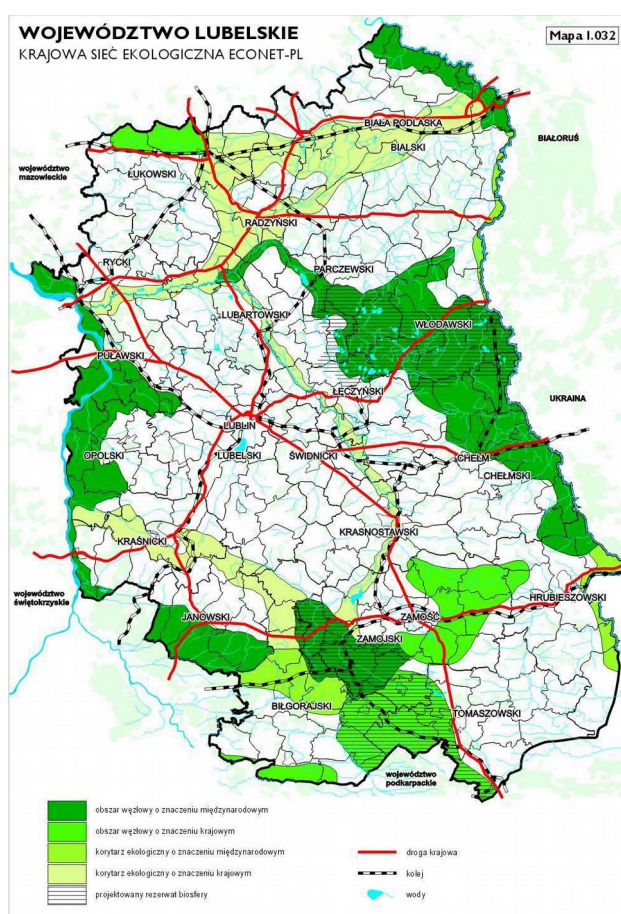 WOJEWÓDZTWO LUBELSKIE
KRAJOWA SIEĆ EKOLOGICZNA ECONET-PL
Mapa I.032
BIAŁA PODLASKA
BIAŁORUŚ
BIALSKI
województwo
mazowieckie
ŁUKOWSKI
RADZYŃSKI
RYCKI
PARCZEWSKI
LUBARTOWSKI
WŁODAWSKI
PUŁAWSKI
ŁĘCZYŃSKI
UKRAINA
LUBLIN
OPOLSKI
LUBELSKI
ŚWIDNICKI
CHEŁM
CHEŁMSKI
KRASNOSTAWSKI
KRAŚNICKI
województwo
świętokrzyskie
HRUBIESZOWSKI
JANOWSKI
ZAMOŚĆ
ZAMOJSKI
BIŁGORAJSKI
TOMASZOWSKI
województwo
podkarpackie
obszar węzłowy o znaczeniu międzynarodowym
obszar węzłowy o znaczeniu krajowym
korytarz ekologiczny o znaczeniu międzynarodowym
korytarz ekologiczny o znaczeniu krajowym
projektowany rezerwat biosfery
droga krajowa
kolej
wody